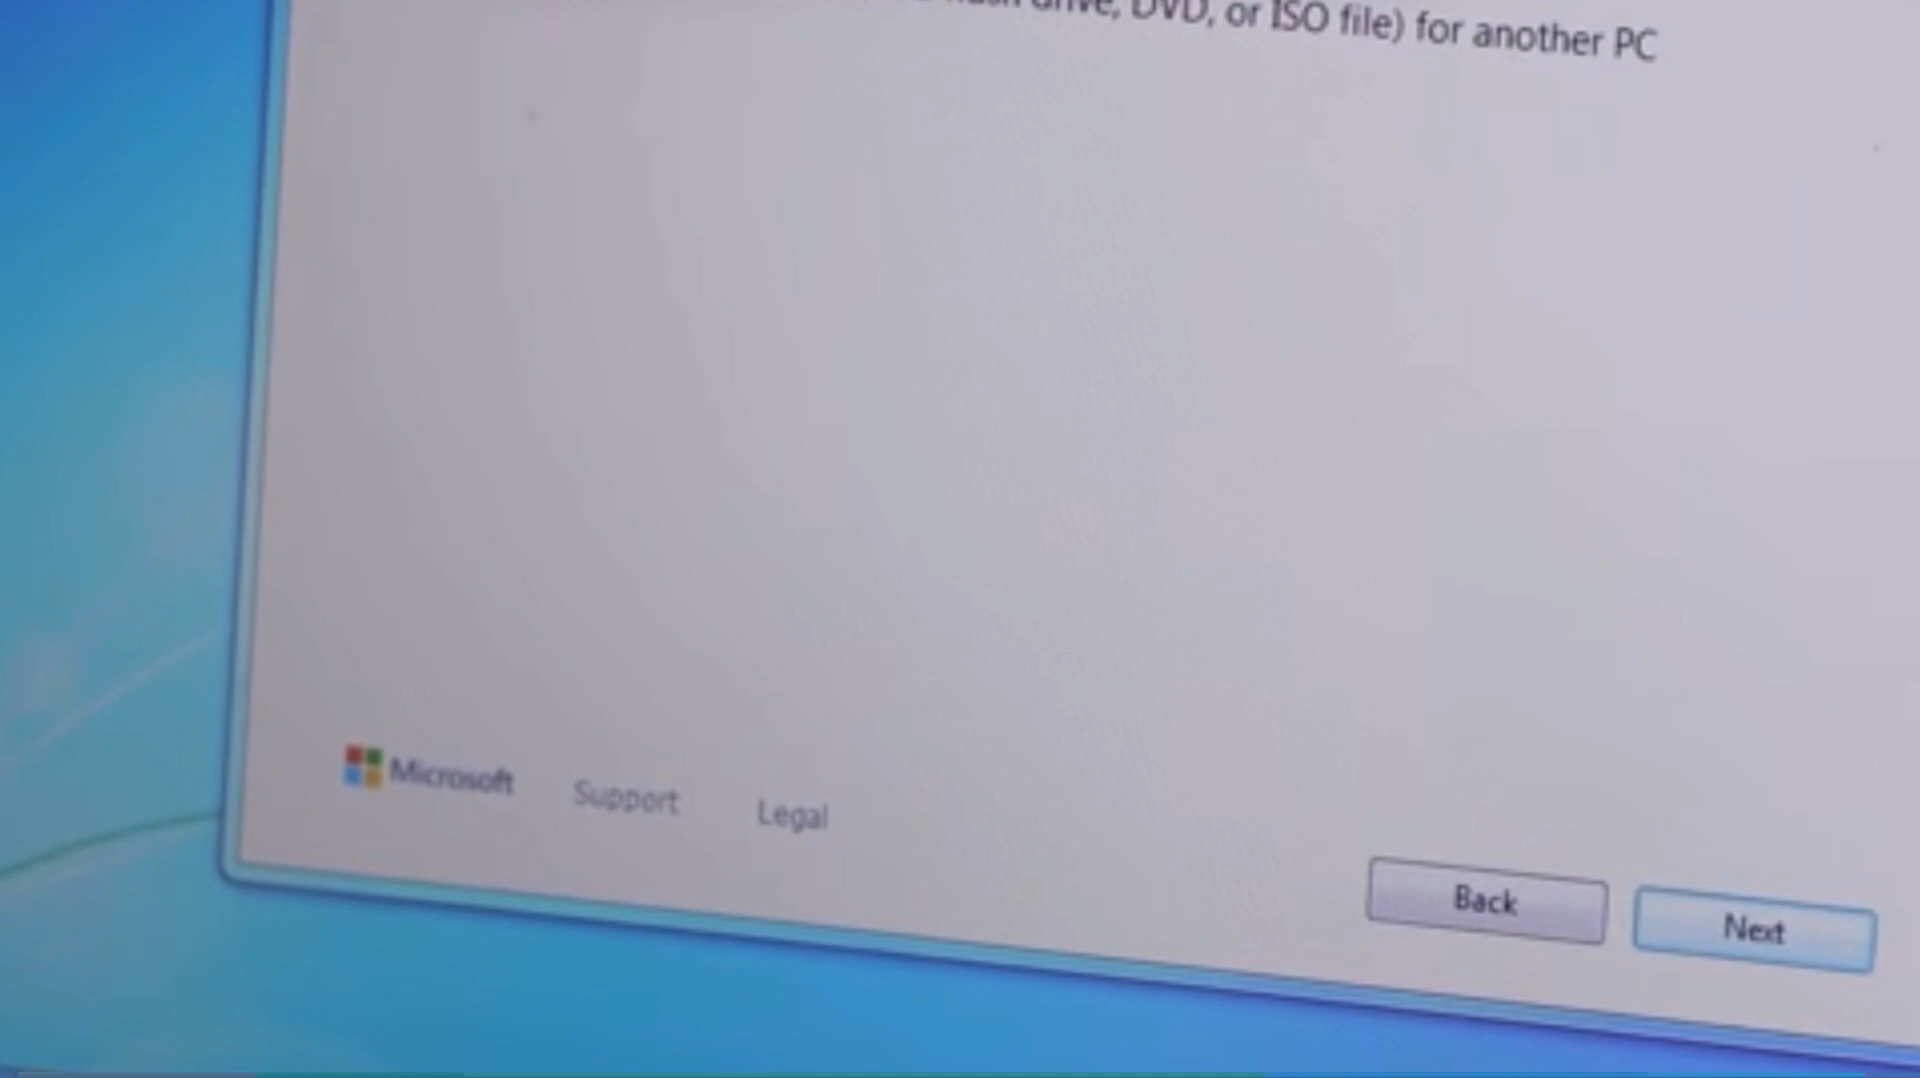 drive, DVD, or ISO file) for another PC
Microsoft Support Legal
Back Next